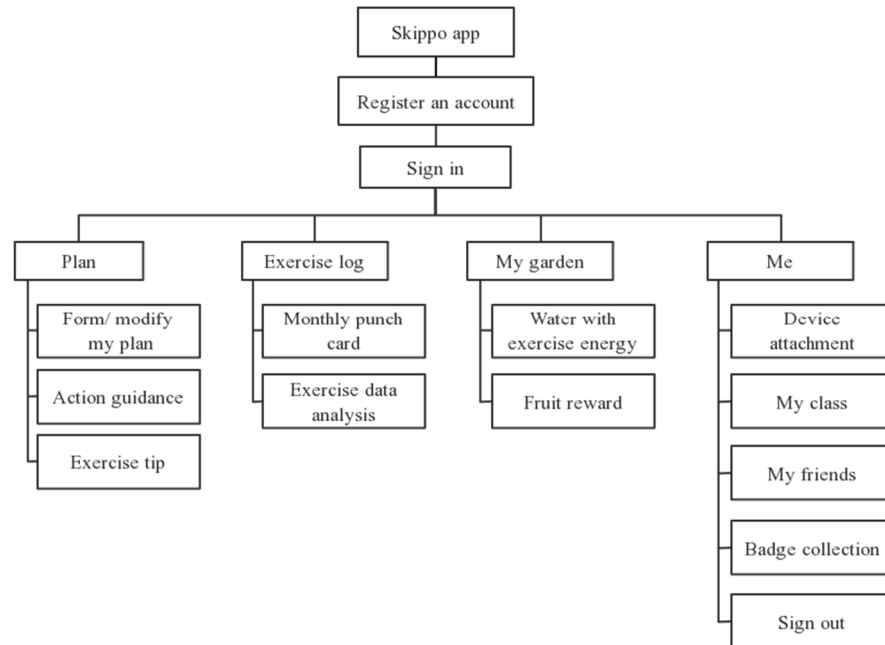 Skippo app
Register an account
Sign in
Plan
Exercise log
My garden
Me
Form/ modify
my plan
Action guidance
Exercise tip
Monthly punch
card
Exercise data
analysis
Water with
exercise energy
Fruit reward
Device
attachment
My class
My friends
Badge collection
Sign out